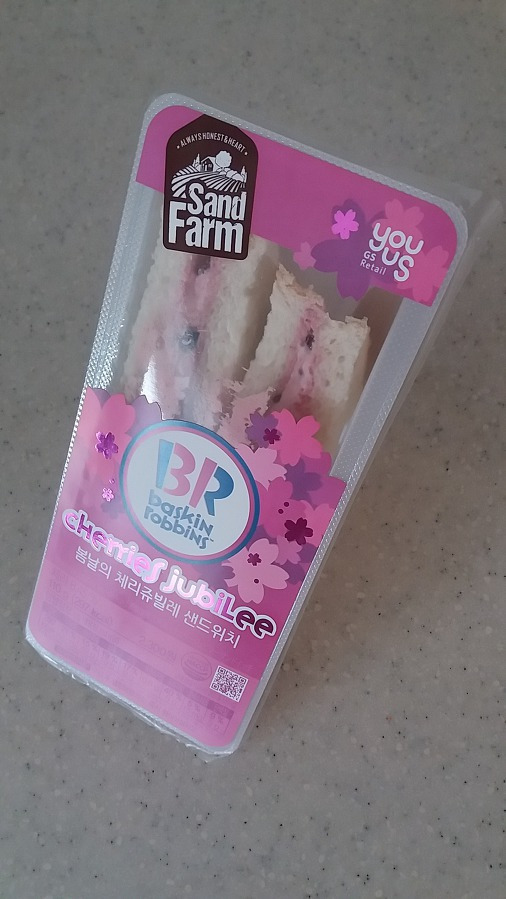 • ALWAYS HONEST & HEART •
Sand
Farm
you
us
GS
Retail
BR
baskin
robbins™
cherries jubilee
봄날의 체리쥬빌레 샌드위치